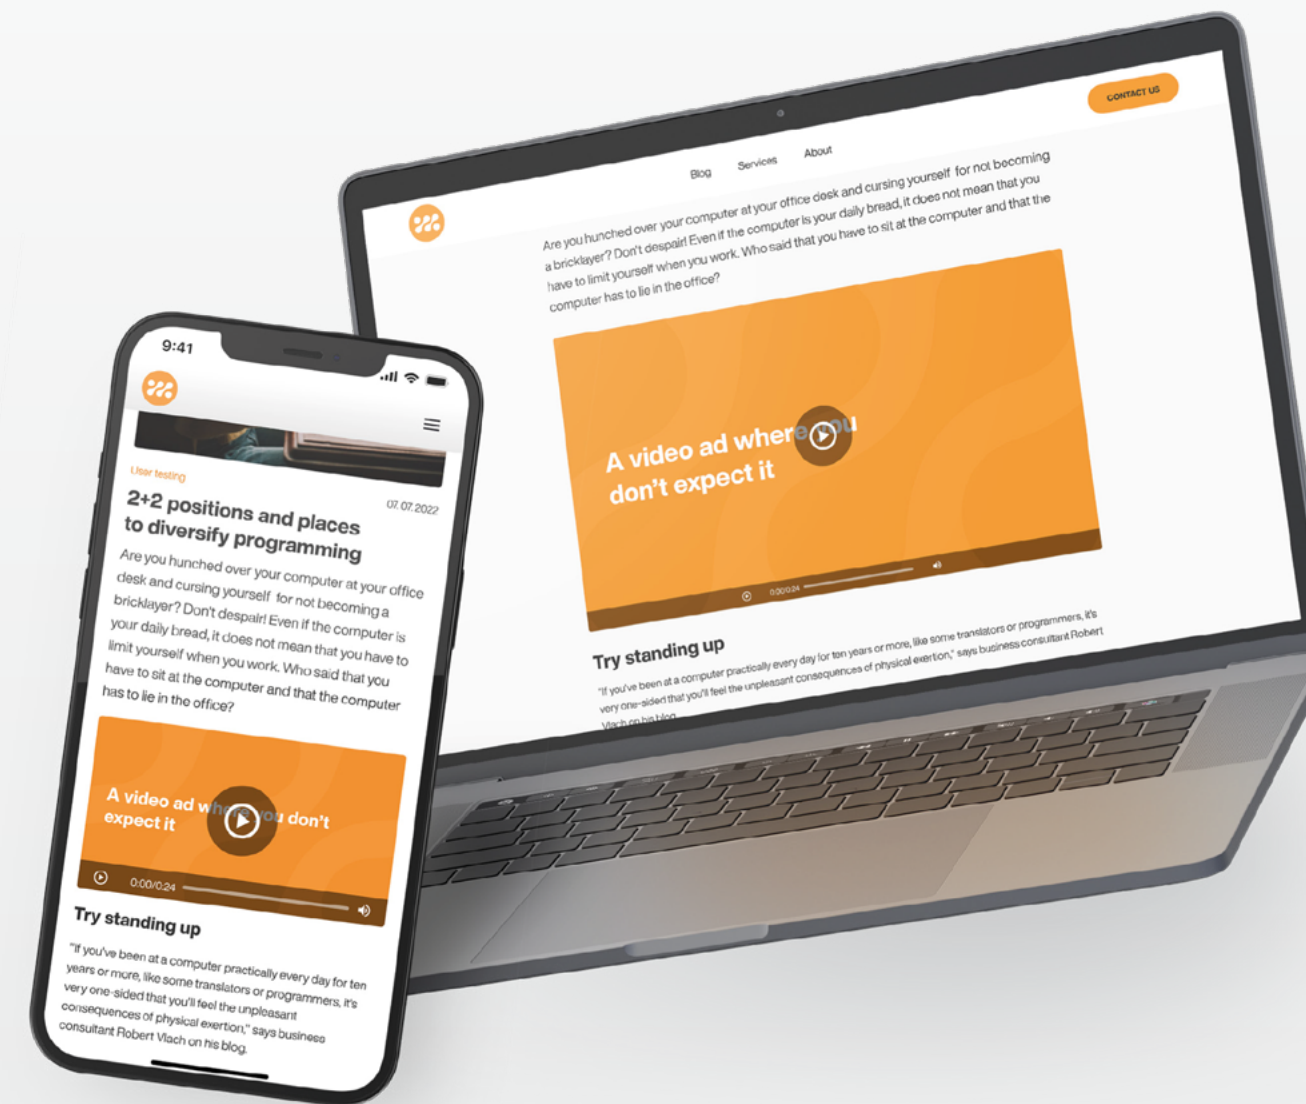 CONTACT US
Blog
Services
About
Are you hunched over your computer at your office desk and cursing yourself for not becoming
a bricklayer? Don't despair! Even if the computer is your daily bread, it does not mean that you
have to limit yourself when you work. Who said that you have to sit at the computer and that the
computer has to lie in the office?
A video ad where you
don't expect it
0:00/0:24
Try standing up
"If you've been at a computer practically every day for ten years or more, like some translators or programmers, it's
very one-sided that you'll feel the unpleasant consequences of physical exertion," says business consultant Robert
Vlach on his blog.
9:41
User testing
07. 07. 2022
2+2 positions and places
to diversify programming
Are you hunched over your computer at your office
desk and cursing yourself for not becoming a
bricklayer? Don't despair! Even if the computer is
your daily bread, it does not mean that you have to
limit yourself when you work. Who said that you
have to sit at the computer and that the computer
has to lie in the office?
A video ad where you don't
expect it
0:00/0:24
Try standing up
"If you've been at a computer practically every day for ten
years or more, like some translators or programmers, it's
very one-sided that you'll feel the unpleasant
consequences of physical exertion," says business
consultant Robert Vlach on his blog.